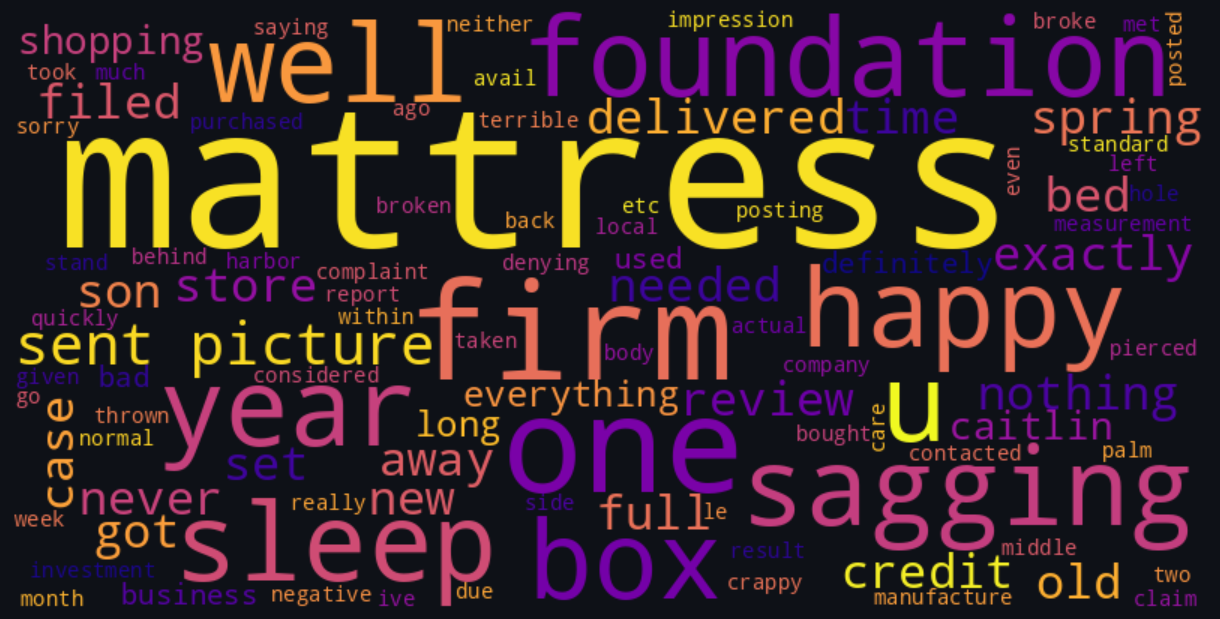 shopping saying neither impression broke met posted
took much well avail foundation
filed ago terrible delivered time spring
sorry purchased standard
mattress even left
broken back etc local posting bed hole
measurement
stand behind harbor complaint denying used definitely exactly
son store report needed happy
quickly within firm taken body actual pierced
sent picture company
given bad considered everything review u nothing
go thrown year long one bought care caitlin
case normal set away contacted palm
never really new side full le sagging
week got sleep box result middle
investment crappy credit old two
month business negative ive due manufacture claim